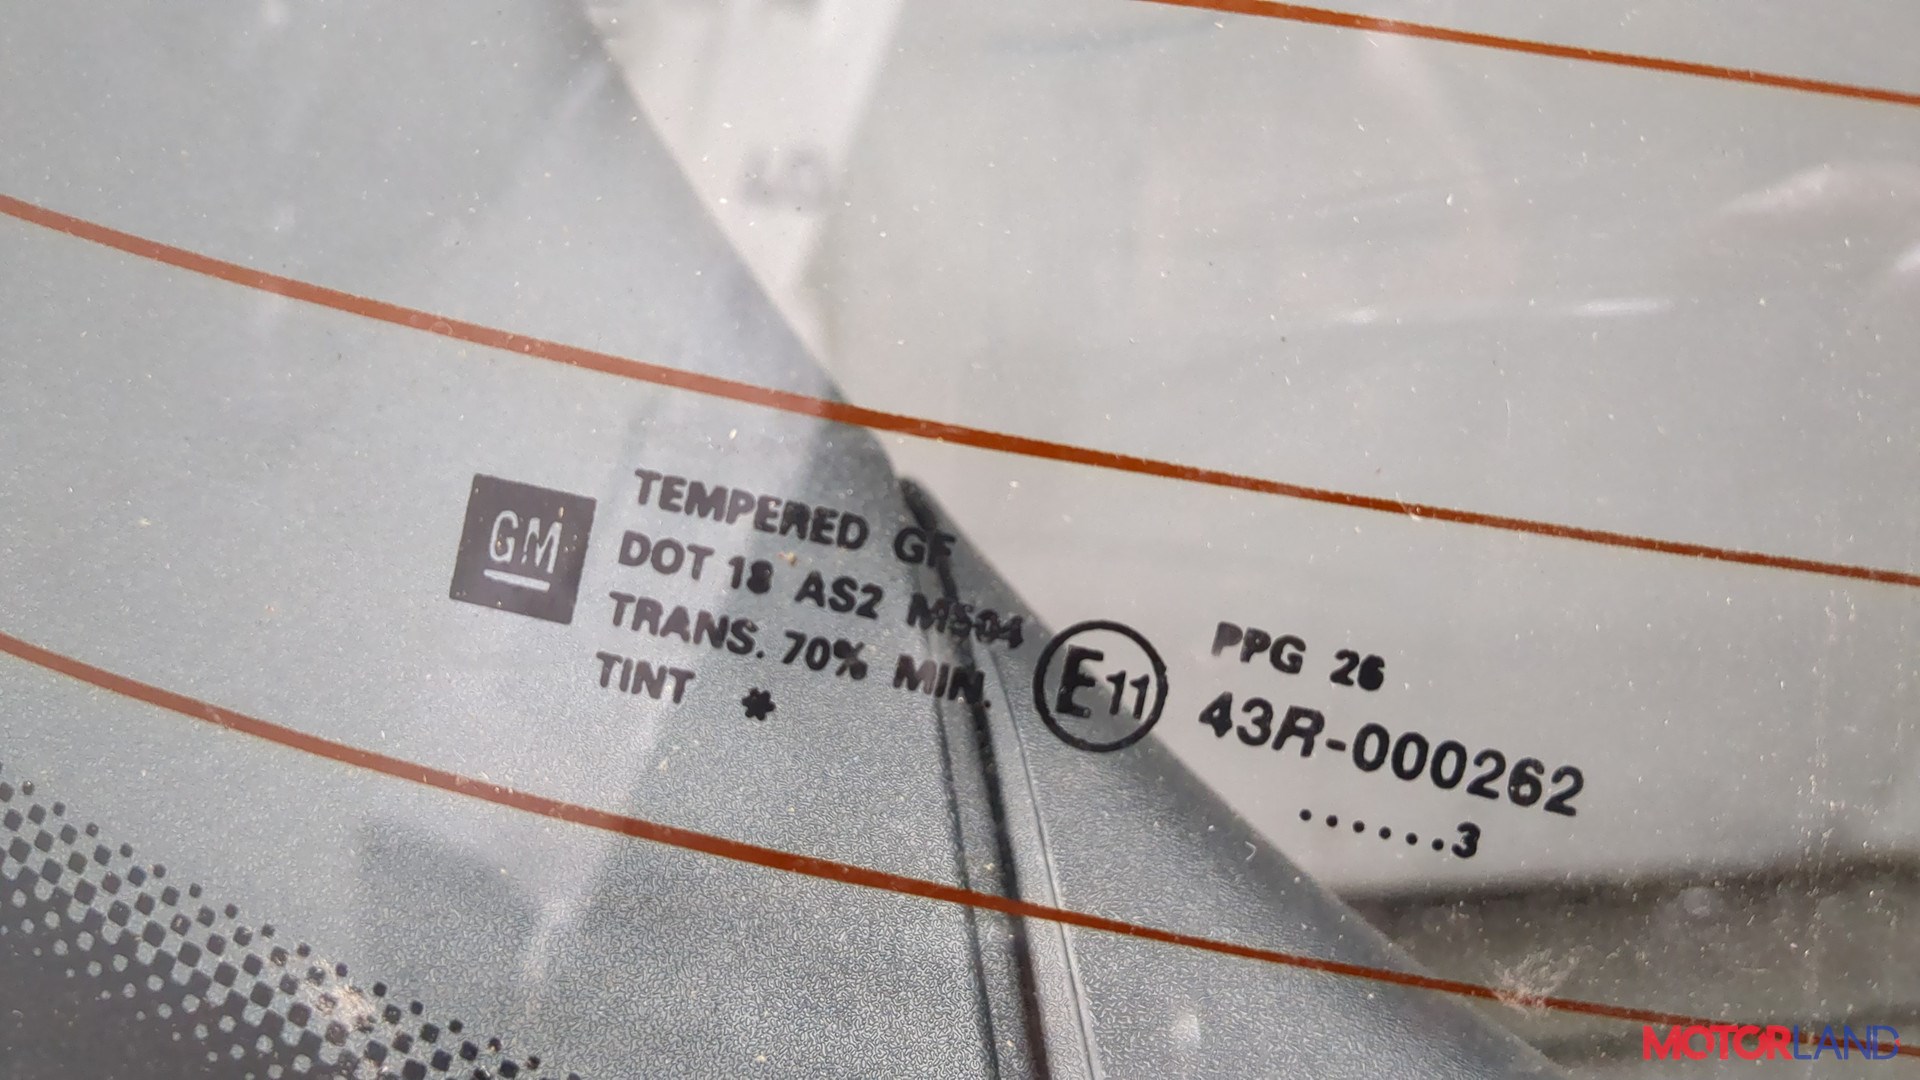 GM
TEMPERED GF
DOT 18 AS2 M504
TRANS. 70% MIN.
TINT *
E11
PPG 26
43R-000262
......3
MOTORLAND